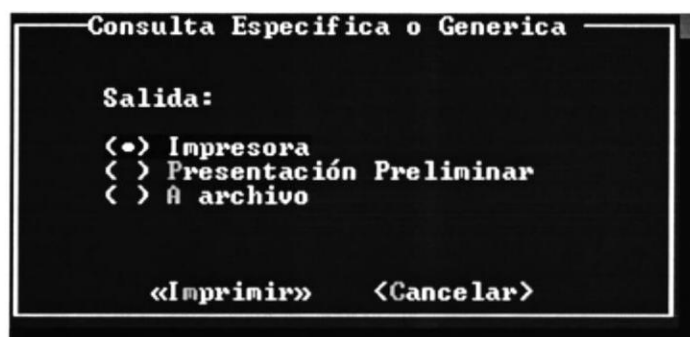 Consulta Especifica o Generica
Salida:
(•) Impresora
( ) Presentación Preliminar
( ) A archivo
«Imprimir» <Cancelar>